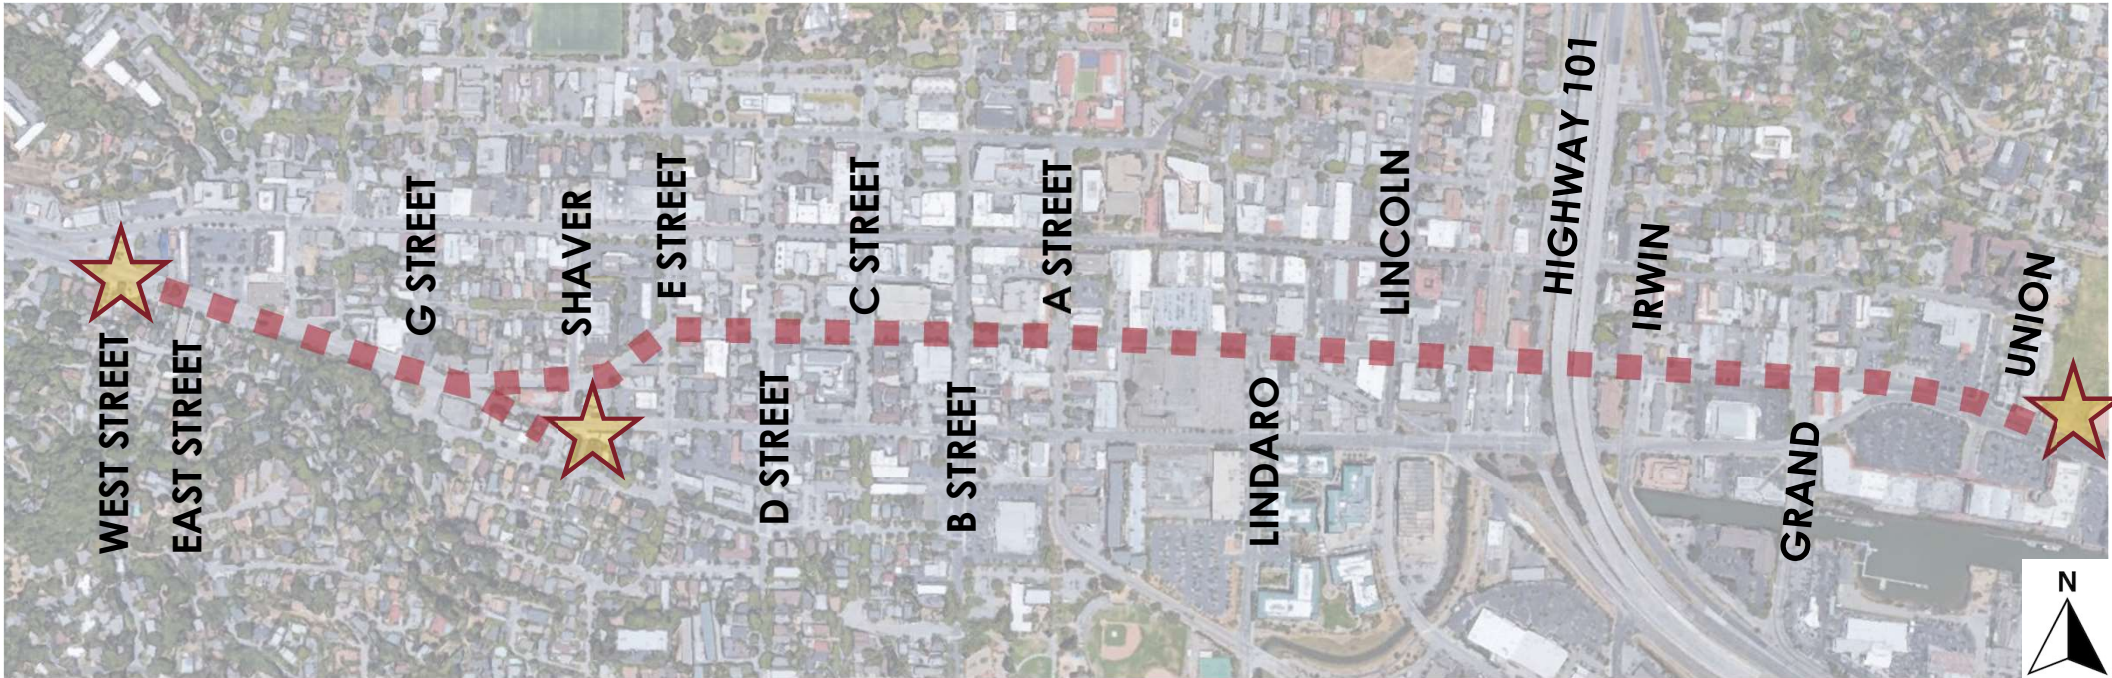 WEST STREET
EAST STREET
G STREET
SHAVER
E STREET
D STREET
C STREET
B STREET
A STREET
LINDARO
LINCOLN
HIGHWAY 101
IRWIN
GRAND
UNION
N